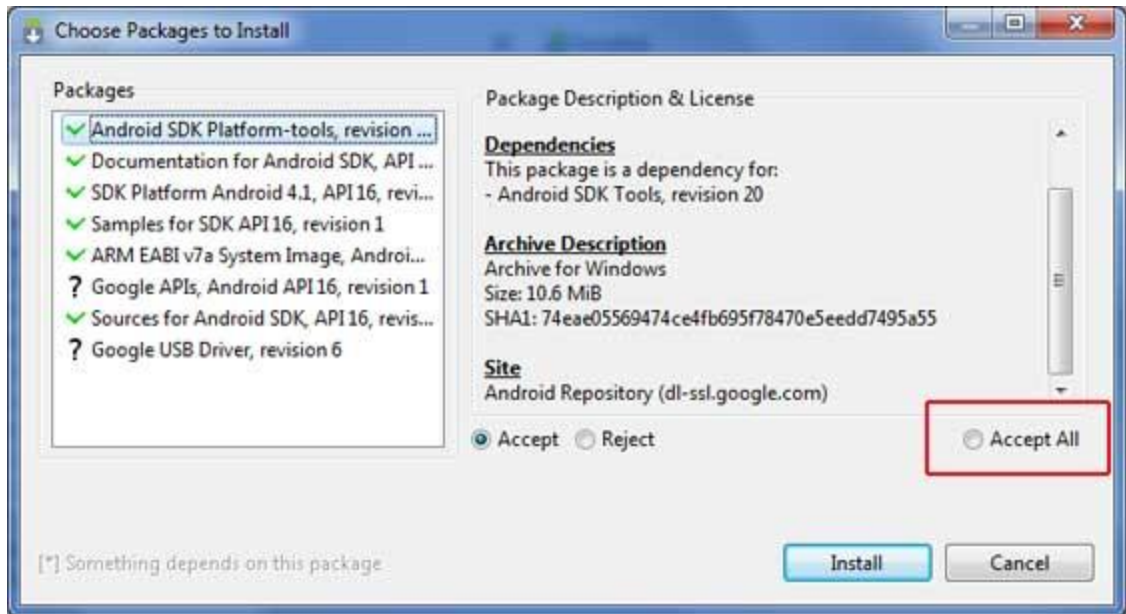 Choose Packages to Install
Packages
Android SDK Platform-tools, revision ...
Documentation for Android SDK, API ...
SDK Platform Android 4.1, API 16, revi...
Samples for SDK API 16, revision 1
ARM EABI v7a System Image, Androi...
? Google APIs, Android API 16, revision 1
Sources for Android SDK, API 16, revis...
? Google USB Driver, revision 6
Package Description & License
Dependencies
This package is a dependency for:
- Android SDK Tools, revision 20
Archive Description
Archive for Windows
Size: 10.6 MiB
SHA1: 74eae05569474ce4fb695f78470e5eedd7495a55
Site
Android Repository (dl-ssl.google.com)
Accept Reject Accept All
[*] Something depends on this package
Install Cancel